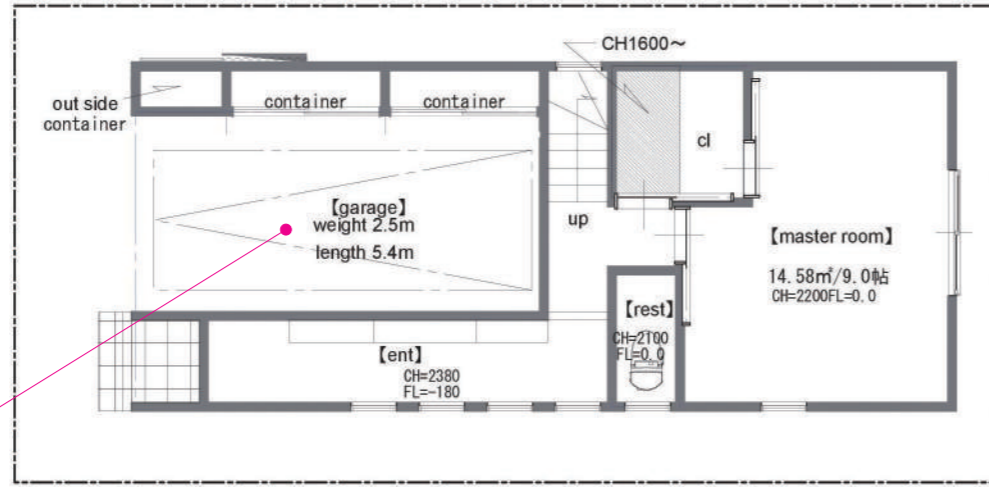 CH1600～
out side
container
container
container
cl
【garage】
weight 2.5m
length 5.4m
up
【master room】
14.58㎡/9.0帖
CH=2200FL=0.0
【rest】
CH=2100
FL=0.0
【ent】
CH=2380
FL=-180